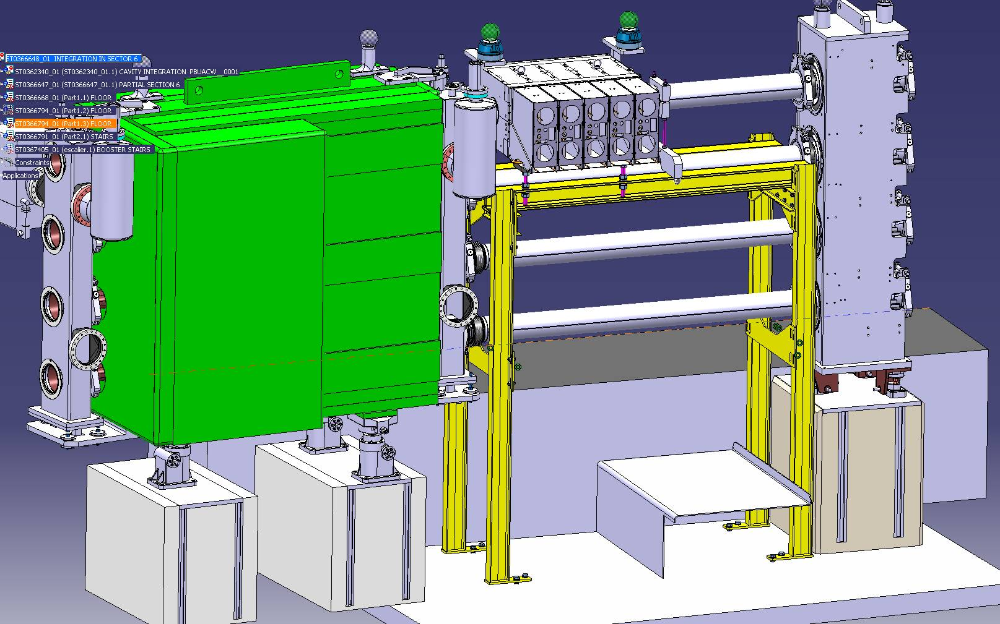 ST0366648_01 INTEGRATION IN SECTOR 6
ST0362340_01 (ST0362340_01.1) CAVITY INTEGRATION PBUACW__0001
ST0366647_01 (ST0366647_01.1) PARTIAL SECTION 6
ST0366668_01 (Part1.1) FLOOR
ST0366794_01 (Part1.2) FLOOR
ST0366794_01 (Part1.3) FLOOR
ST0366791_01 (Part2.1) STAIRS
ST0367405_01 (escalier.1) BOOSTER STAIRS
Constraints
Applications